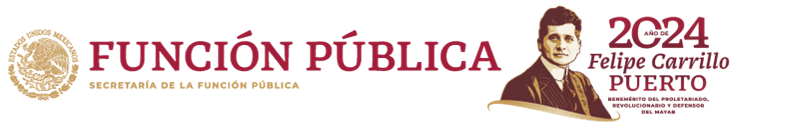 ESTADOS UNIDOS MEXICANOS
FUNCIÓN PÚBLICA
SECRETARÍA DE LA FUNCIÓN PÚBLICA
2024
AÑO DE
Felipe Carrillo
PUERTO
BENEMÉRITO DEL PROLETARIADO,
REVOLUCIONARIO Y DEFENSOR
DEL MAYAB